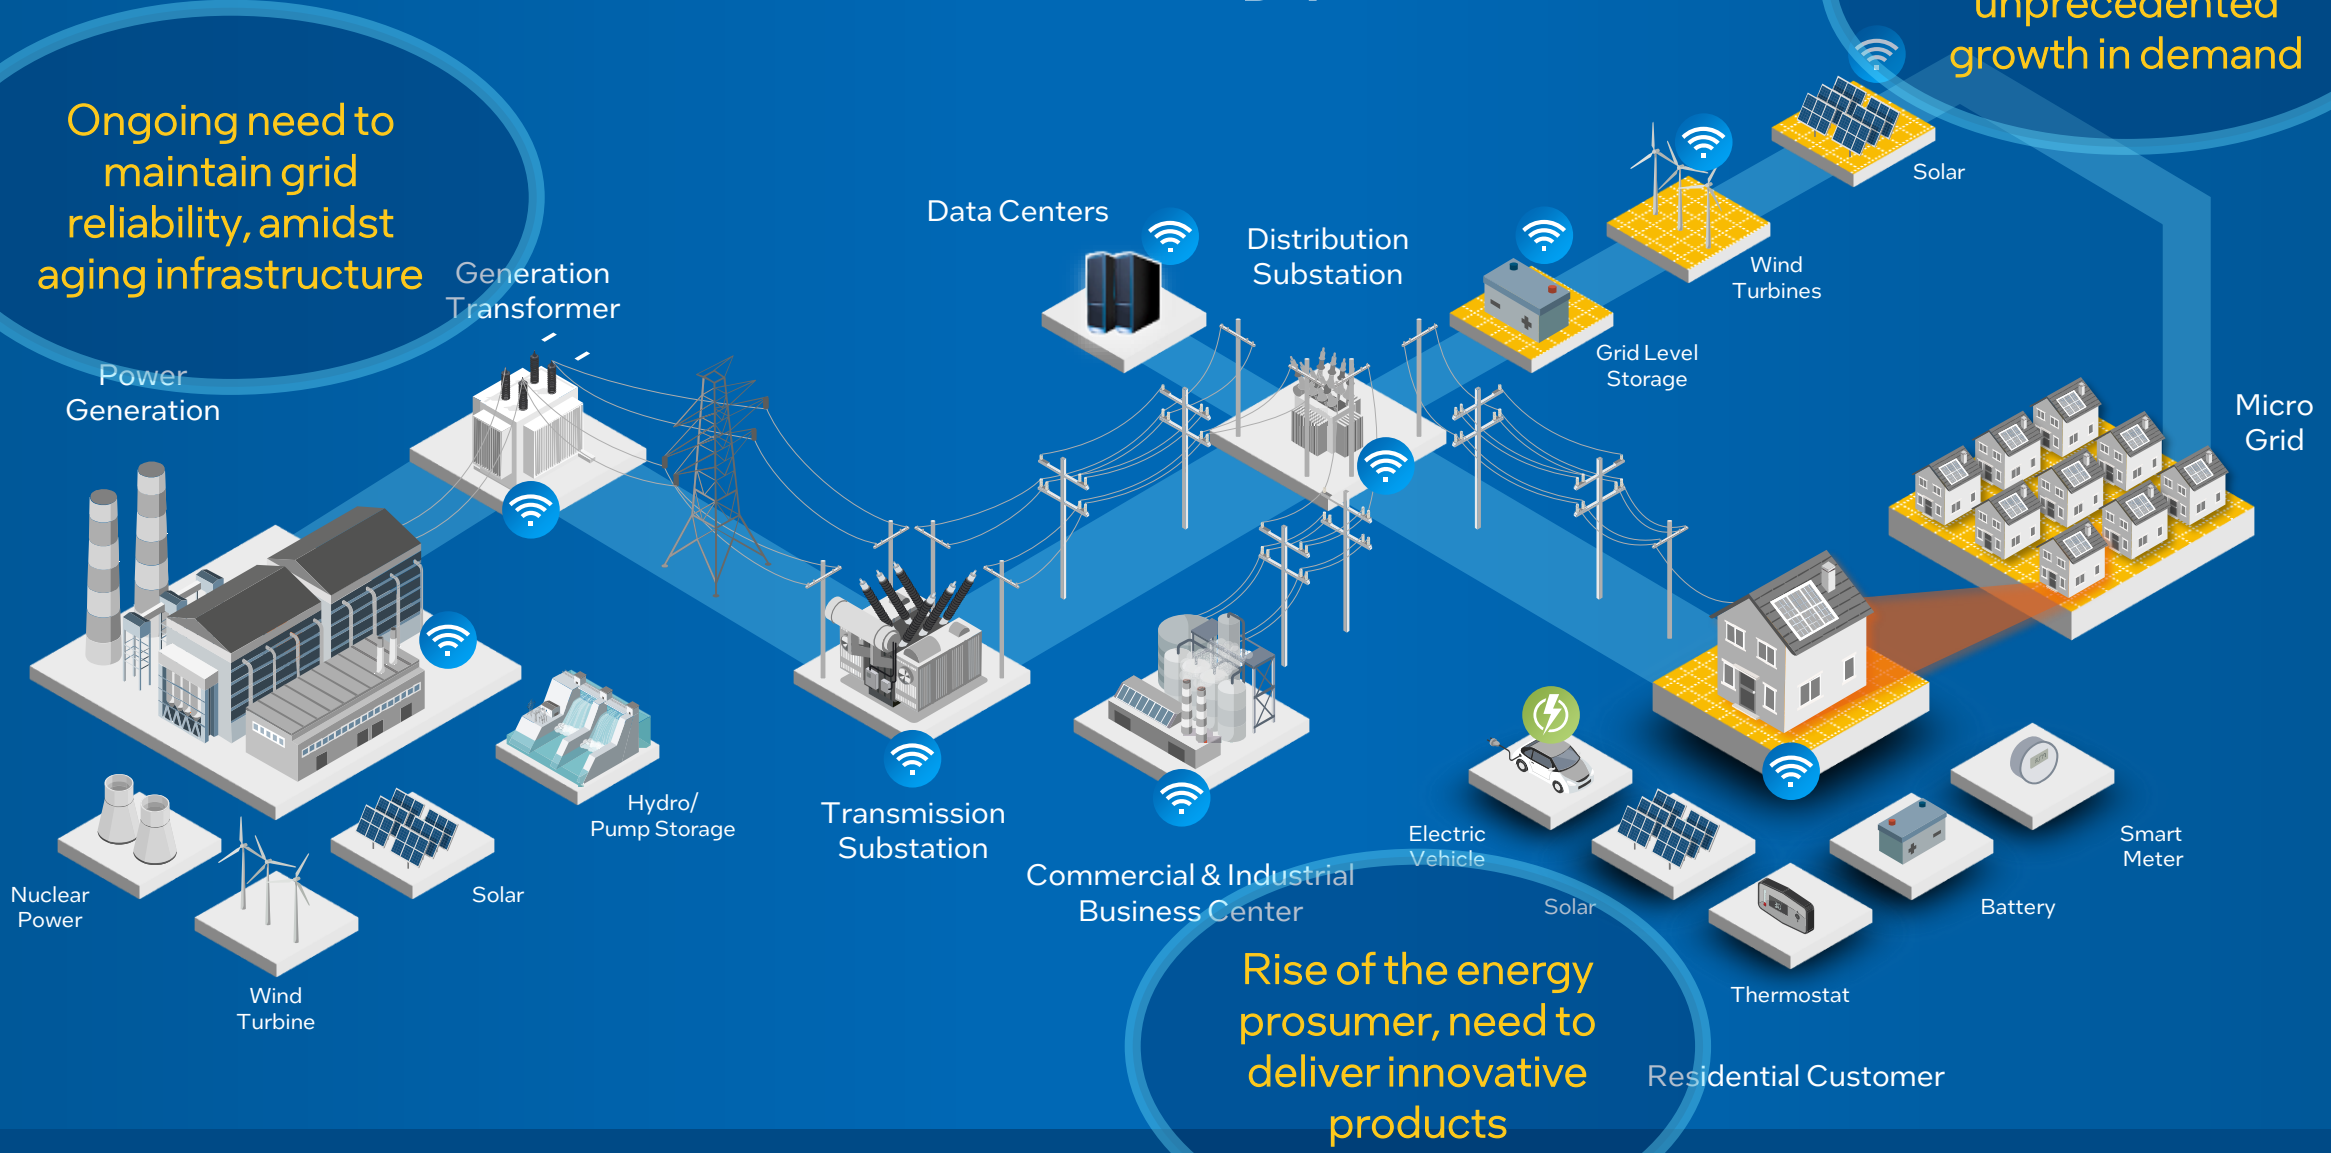 unprecedented
growth in demand
Ongoing need to
maintain grid
reliability, amidst
aging infrastructure
Generation
Transformer
Power
Generation
Data Centers
Distribution
Substation
Grid Level
Storage
Wind
Turbines
Solar
Micro
Grid
Hydro/
Pump Storage
Nuclear
Power
Wind
Turbine
Solar
Transmission
Substation
Commercial & Industrial
Business Center
Electric
Vehicle
Solar
Thermostat
Battery
Smart
Meter
Residential Customer
Rise of the energy
prosumer, need to
deliver innovative
products